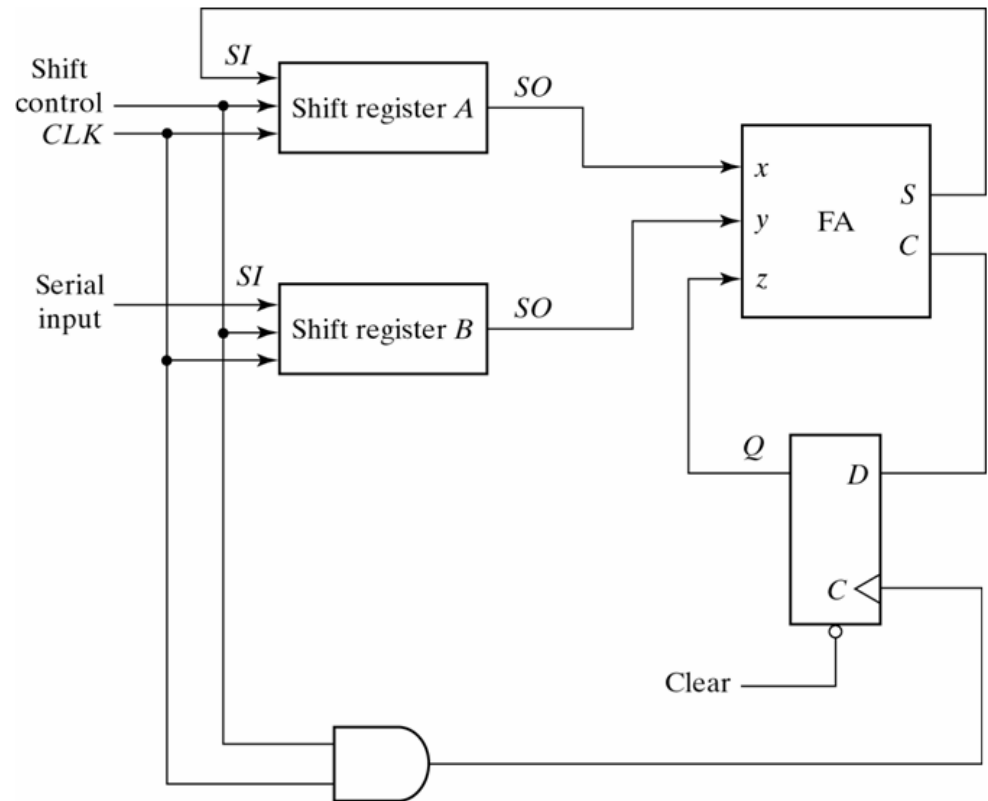 SI
Shift
control
CLK
Shift register A
SO
x
y
z
FA
S
C
Serial
input
SI
Shift register B
SO
Q
D
C
Clear